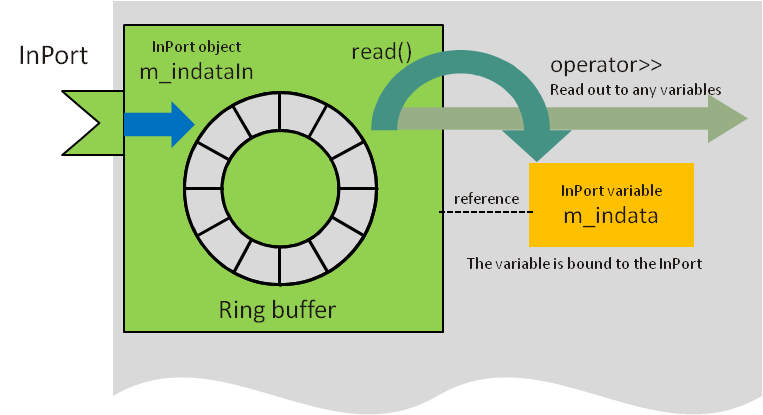 InPort
InPort object
m_indataIn
read()
operator>>
Read out to any variables
reference
InPort variable
m_indata
The variable is bound to the InPort
Ring buffer